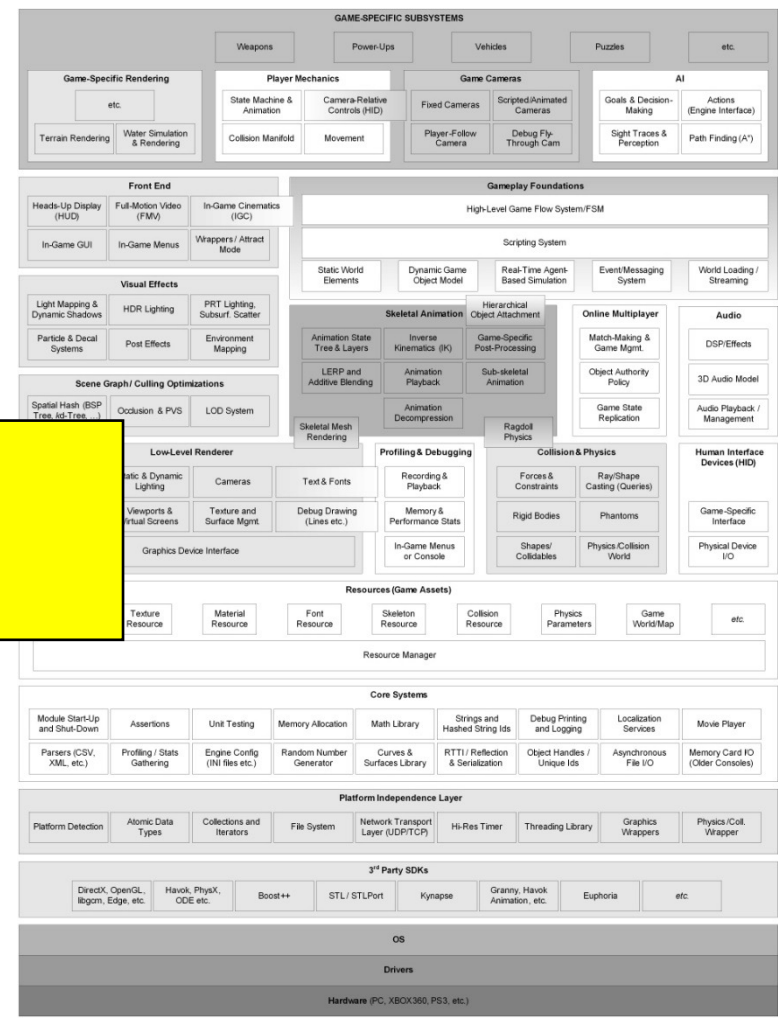 GAME-SPECIFIC SUBSYSTEMS
Weapons
Power-Ups
Vehicles
Puzzles
etc.
Game-Specific Rendering
etc.
Terrain Rendering
Water Simulation
& Rendering
Player Mechanics
State Machine &
Animation
Camera-Relative
Controls (HID)
Collision Manifold
Movement
Game Cameras
Fixed Cameras
Scripted/Animated
Cameras
Player-Follow
Camera
Debug Fly-
Through Cam
AI
Goals & Decision-
Making
Actions
(Engine Interface)
Sight Traces &
Perception
Path Finding (A*)
Front End
Heads-Up Display
(HUD)
Full-Motion Video
(FMV)
In-Game Cinematics
(IGC)
In-Game GUI
In-Game Menus
Wrappers / Attract
Mode
Gameplay Foundations
High-Level Game Flow System/FSM
Scripting System
Static World
Elements
Dynamic Game
Object Model
Real-Time Agent-
Based Simulation
Event/Messaging
System
World Loading /
Streaming
Visual Effects
Light Mapping &
Dynamic Shadows
HDR Lighting
PRT Lighting,
Subsurf. Scatter
Particle & Decal
Systems
Post Effects
Environment
Mapping
Skeletal Animation
Hierarchical
Object Attachment
Animation State
Tree & Layers
Inverse
Kinematics (IK)
Game-Specific
Post-Processing
LERP and
Additive Blending
Animation
Playback
Sub-skeletal
Animation
Animation
Decompression
Skeletal Mesh
Rendering
Ragdoll
Physics
Online Multiplayer
Match-Making &
Game Mgmt.
Object Authority
Policy
Game State
Replication
Audio
DSP/Effects
3D Audio Model
Audio Playback /
Management
Scene Graph / Culling Optimizations
Spatial Hash (BSP
Tree, kd-Tree, ...)
Occlusion & PVS
LOD System
Low-Level Renderer
& Dynamic
Lighting
Cameras
Text & Fonts
Viewports &
Screens
Texture and
Surface Mgmt.
Debug Drawing
(Lines etc.)
Graphics Device Interface
Profiling & Debugging
Recording &
Playback
Memory &
Performance Stats
In-Game Menus
or Console
Collision & Physics
Forces &
Constraints
Ray/Shape
Casting (Queries)
Rigid Bodies
Phantoms
Shapes/
Collidables
Physics/Collision
World
Human Interface
Devices (HID)
Game-Specific
Interface
Physical Device
I/O
Resources (Game Assets)
Texture
Resource
Material
Resource
Font
Resource
Skeleton
Resource
Collision
Resource
Physics
Parameters
Game
World/Map
etc.
Resource Manager
Core Systems
Module Start-Up
and Shut-Down
Assertions
Unit Testing
Memory Allocation
Math Library
Strings and
Hashed String Ids
Debug Printing
and Logging
Localization
Services
Movie Player
Parsers (CSV,
XML, etc.)
Profiling / Stats
Gathering
Engine Config
(INI files etc.)
Random Number
Generator
Curves &
Surfaces Library
RTTI / Reflection
& Serialization
Object Handles /
Unique Ids
Asynchronous
File I/O
Memory Card I/O
(Older Consoles)
Platform Independence Layer
Platform Detection
Atomic Data
Types
Collections and
Iterators
File System
Network Transport
Layer (UDP/TCP)
Hi-Res Timer
Threading Library
Graphics
Wrappers
Physics/Coll.
Wrapper
3rd Party SDKs
DirectX, OpenGL,
libgcm, Edge, etc.
Havok, PhysX,
ODE etc.
Boost++
STL / STLPort
Kynapse
Granny, Havok
Animation, etc.
Euphoria
etc.
OS
Drivers
Hardware (PC, XBOX360, PS3, etc.)